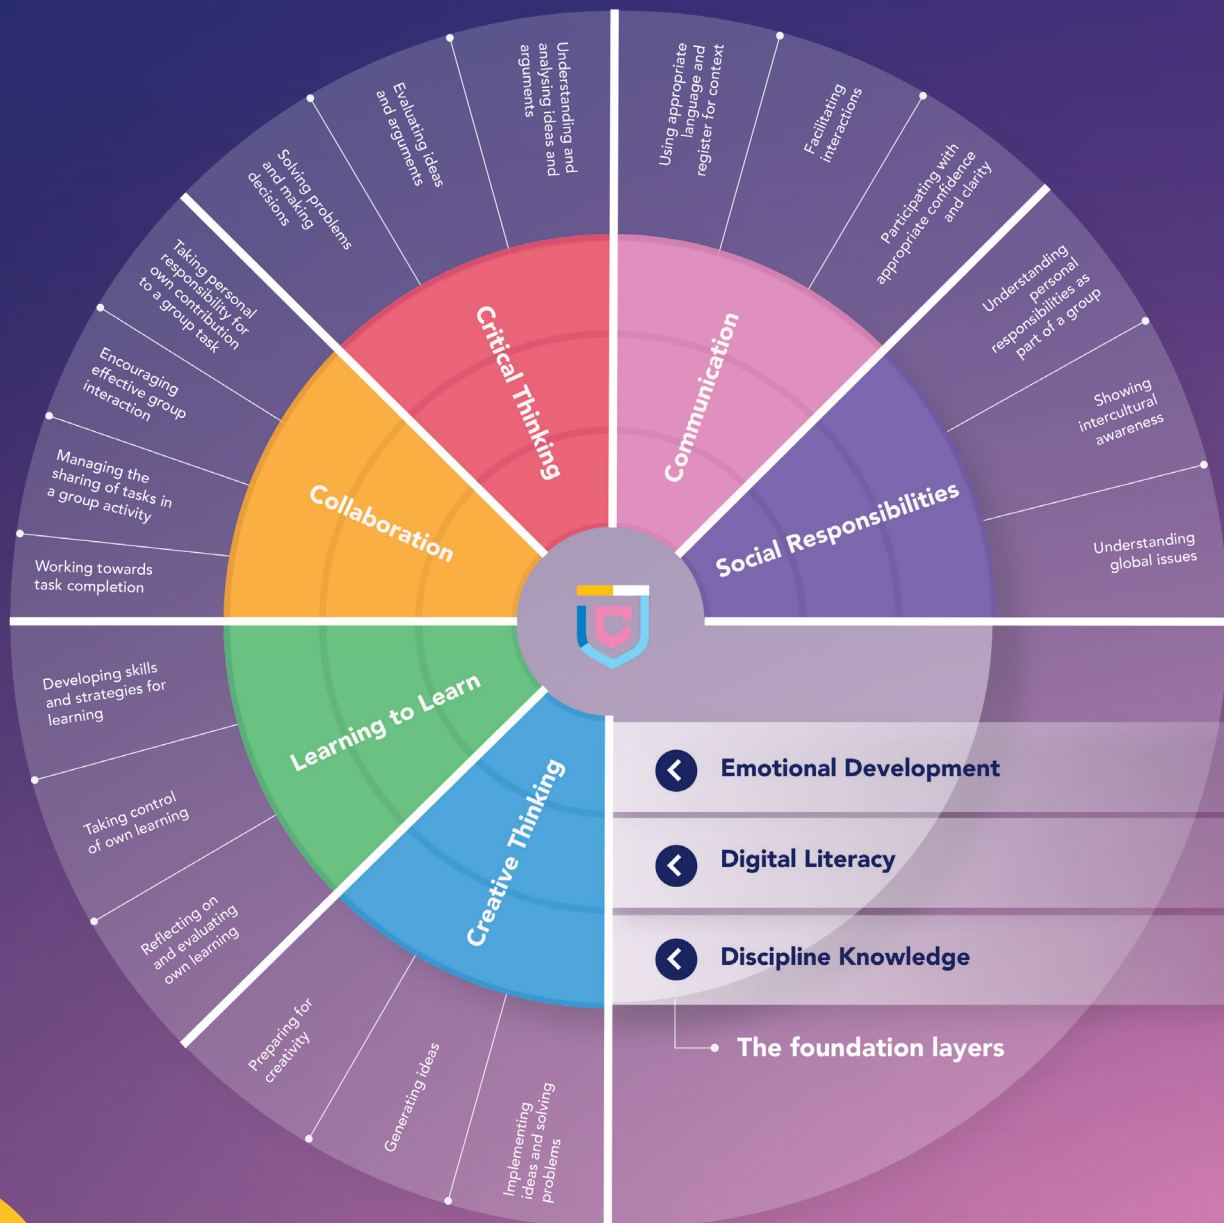 Understanding and
analysing ideas and
arguments
Evaluating ideas
and arguments
Solving problems
and making
decisions
Critical Thinking
Using appropriate
language and
register for context
Facilitating
interactions
Participating with
appropriate confidence
and clarity
Communication
Understanding
personal
responsibilities as
part of a group
Showing
intercultural
awareness
Understanding
global issues
Social Responsibilities
Taking personal
responsibility for
own contribution
to a group task
Encouraging
effective group
interaction
Managing the
sharing of tasks in
a group activity
Working towards
task completion
Collaboration
Developing skills
and strategies for
learning
Taking control
of own learning
Reflecting on
and evaluating
own learning
Learning to Learn
Preparing for
creativity
Generating ideas
Implementing
ideas and solving
problems
Creative Thinking
Emotional Development
Digital Literacy
Discipline Knowledge
The foundation layers